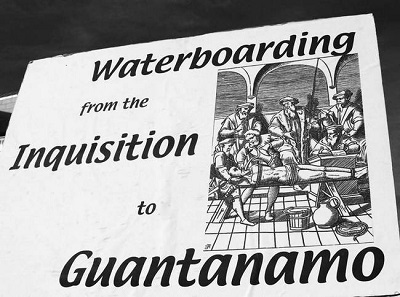 Waterboarding
from the
Inquisition
to
Guantanamo